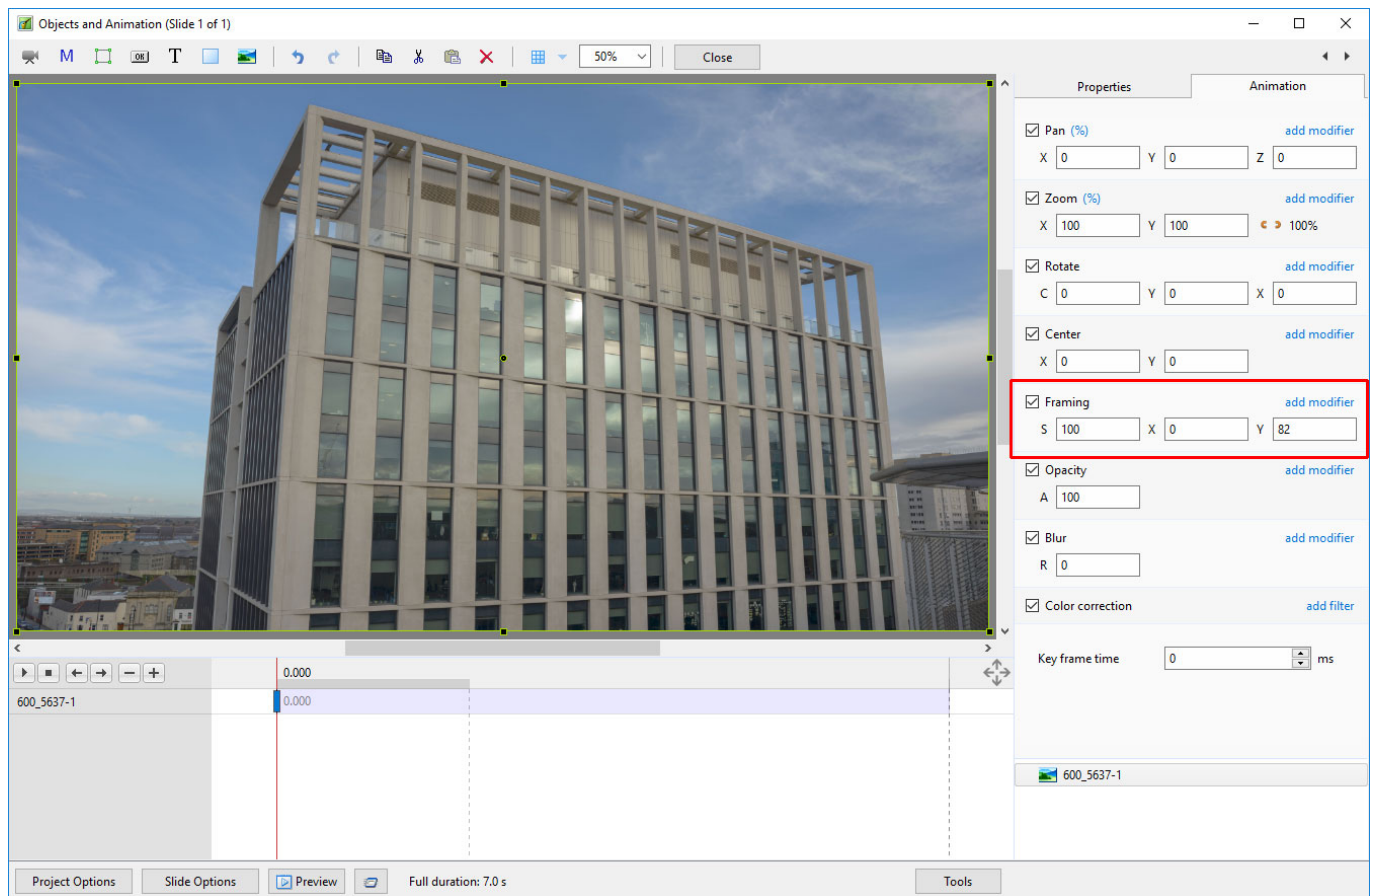 Objects and Animation (Slide 1 of 1)
M OK T 50% Close
Properties Animation
Pan (%) add modifier
X 0 Y 0 Z 0
Zoom (%) add modifier
X 100 Y 100 100%
Rotate add modifier
C 0 Y 0 X 0
Center add modifier
X 0 Y 0
Framing add modifier
S 100 X 0 Y 82
Opacity add modifier
A 100
Blur add modifier
R 0
Color correction add filter
Key frame time 0 ms
0.000
600_5637-1 0.000
600_5637-1
Project Options Slide Options Preview Full duration: 7.0 s Tools